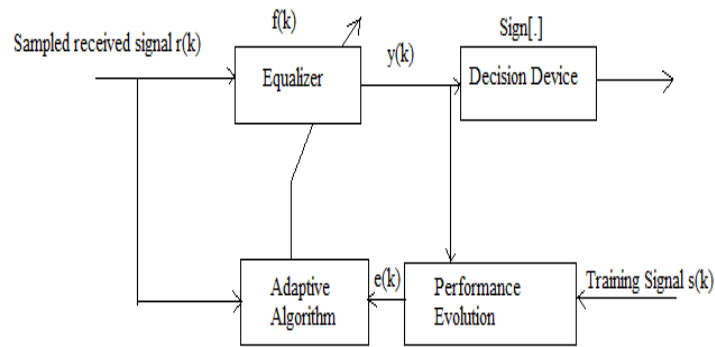 f(k)
Sign[.]
Sampled received signal r(k)
Equalizer
y(k)
Decision Device
Adaptive
Algorithm
e(k)
Performance
Evolution
Training Signal s(k)